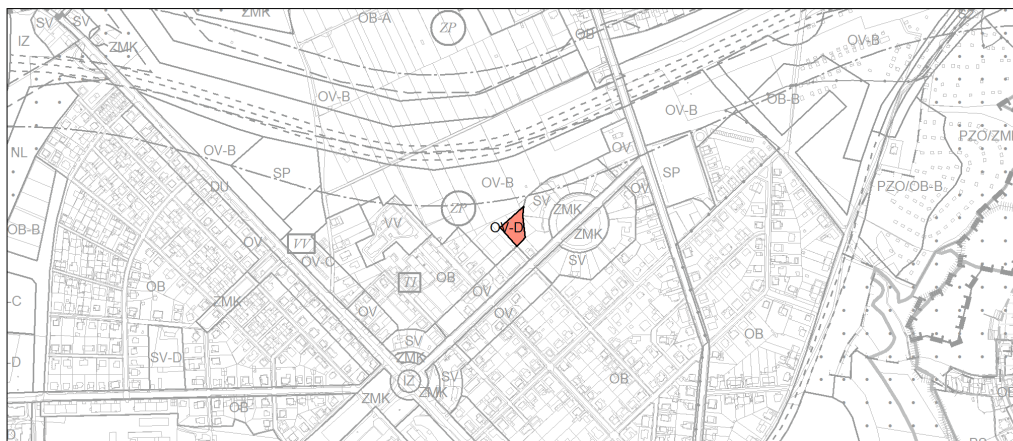 SV
SV
ZMK
OB-A
ZP
OB
IZ
ZMK
OV-B
OV-B
OV-B
OB-B
NL
OV-B
SP
DU
OV-B
OV
SP
PZO/ZM
PZO/OB-B
OV
SV
ZMK
ZP
VV
OV-D
ZMK
OB-B
OV
VV
OV-C
SV
TI
OB
OV
OB
-C
ZMK
OV
OV
SV
OB
-D
SV-D
ZMK
IZ
SV
ZMK
OB
ZMK
OB